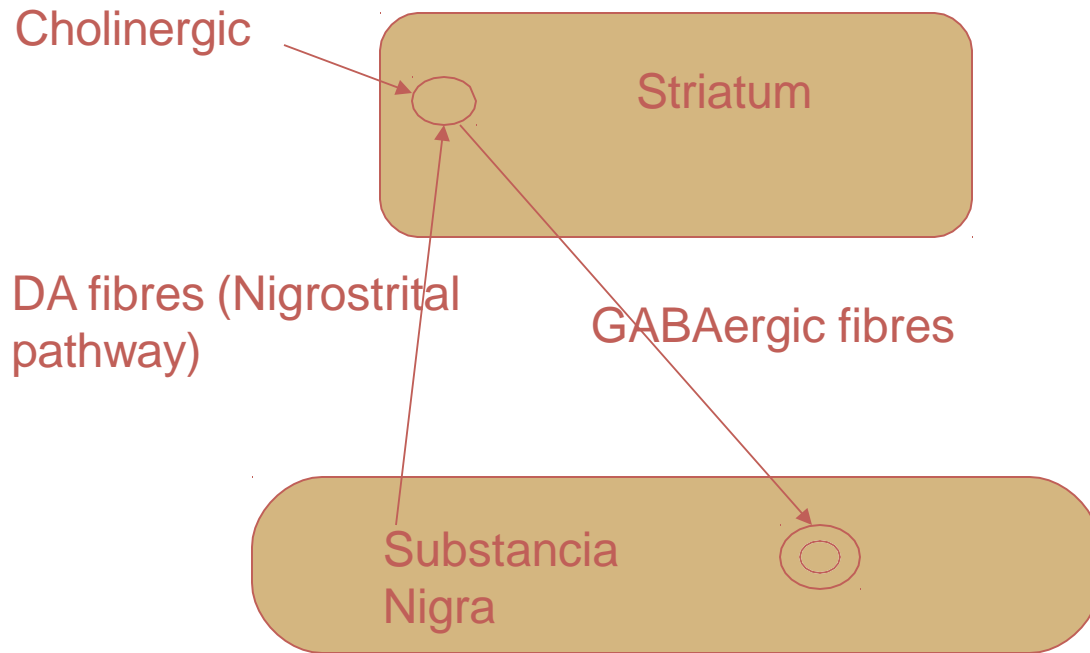 Cholinergic
Striatum
DA fibres (Nigrostrital
pathway)
GABAergic fibres
Substancia
Nigra